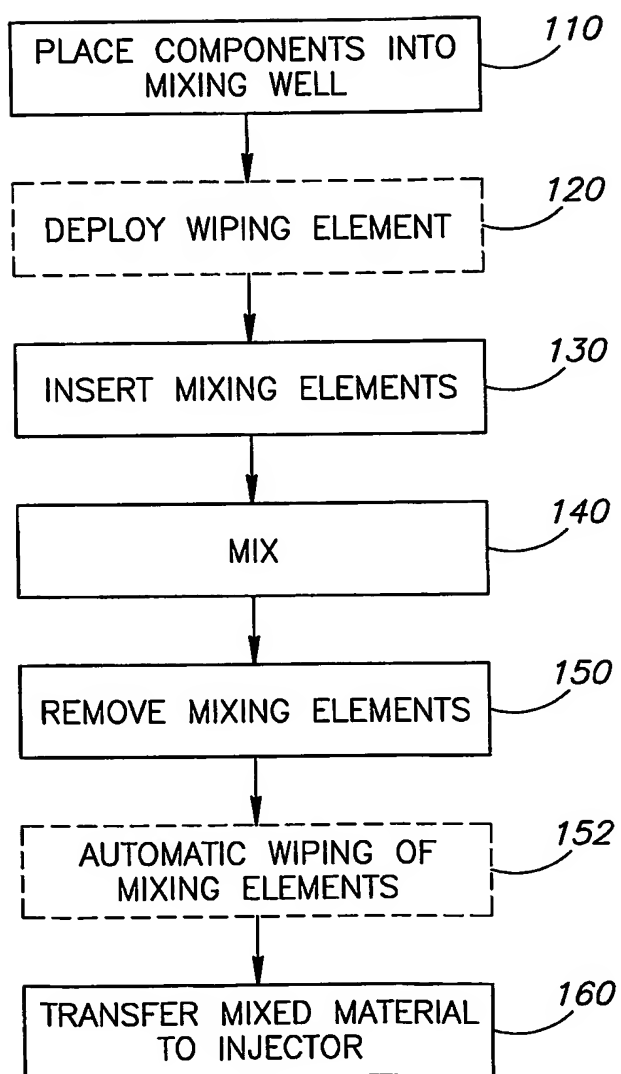 110
PLACE COMPONENTS INTO
MIXING WELL
120
DEPLOY WIPING ELEMENT
130
INSERT MIXING ELEMENTS
140
MIX
150
REMOVE MIXING ELEMENTS
152
AUTOMATIC WIPING OF
MIXING ELEMENTS
160
TRANSFER MIXED MATERIAL
TO INJECTOR